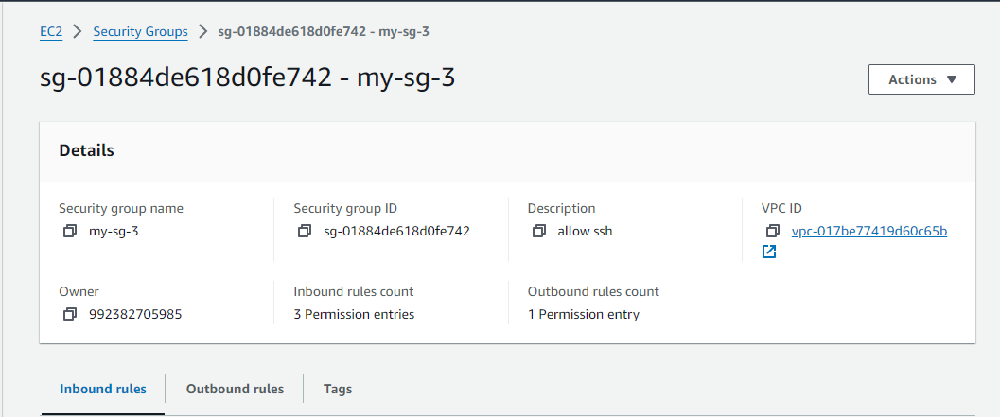 EC2 > Security Groups > sg-01884de618d0fe742 - my-sg-3
sg-01884de618d0fe742 - my-sg-3
Actions
Details
Security group name
my-sg-3
Security group ID
sg-01884de618d0fe742
Description
allow ssh
VPC ID
vpc-017be77419d60c65b
Owner
992382705985
Inbound rules count
3 Permission entries
Outbound rules count
1 Permission entry
Inbound rules
Outbound rules
Tags